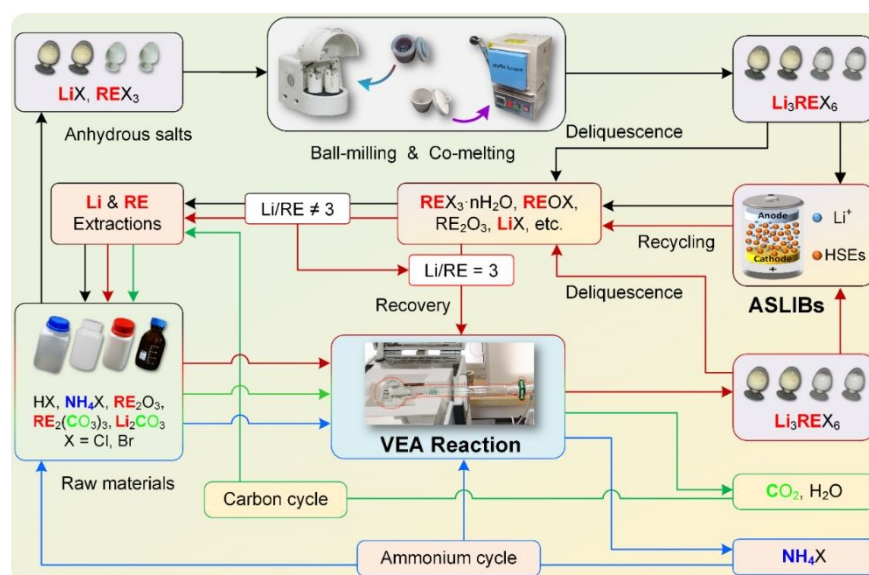 LiX, REX₃
Anhydrous salts
Ball-milling & Co-melting
Li₃REX₆
Deliquescence
Li & RE
Extractions
Li/RE ≠ 3
REX₃·nH₂O, REOX,
RE₂O₃, LiX, etc.
Li/RE = 3
Recycling
Recovery
Deliquescence
Anode
Cathode
Li⁺
HSEs
ASLIBs
HX, NH₄X, RE₂O₃,
RE₂(CO₃)₃, Li₂CO₃
X = Cl, Br
Raw materials
VEA Reaction
Li₃REX₆
Carbon cycle
CO₂, H₂O
Ammonium cycle
NH₄X